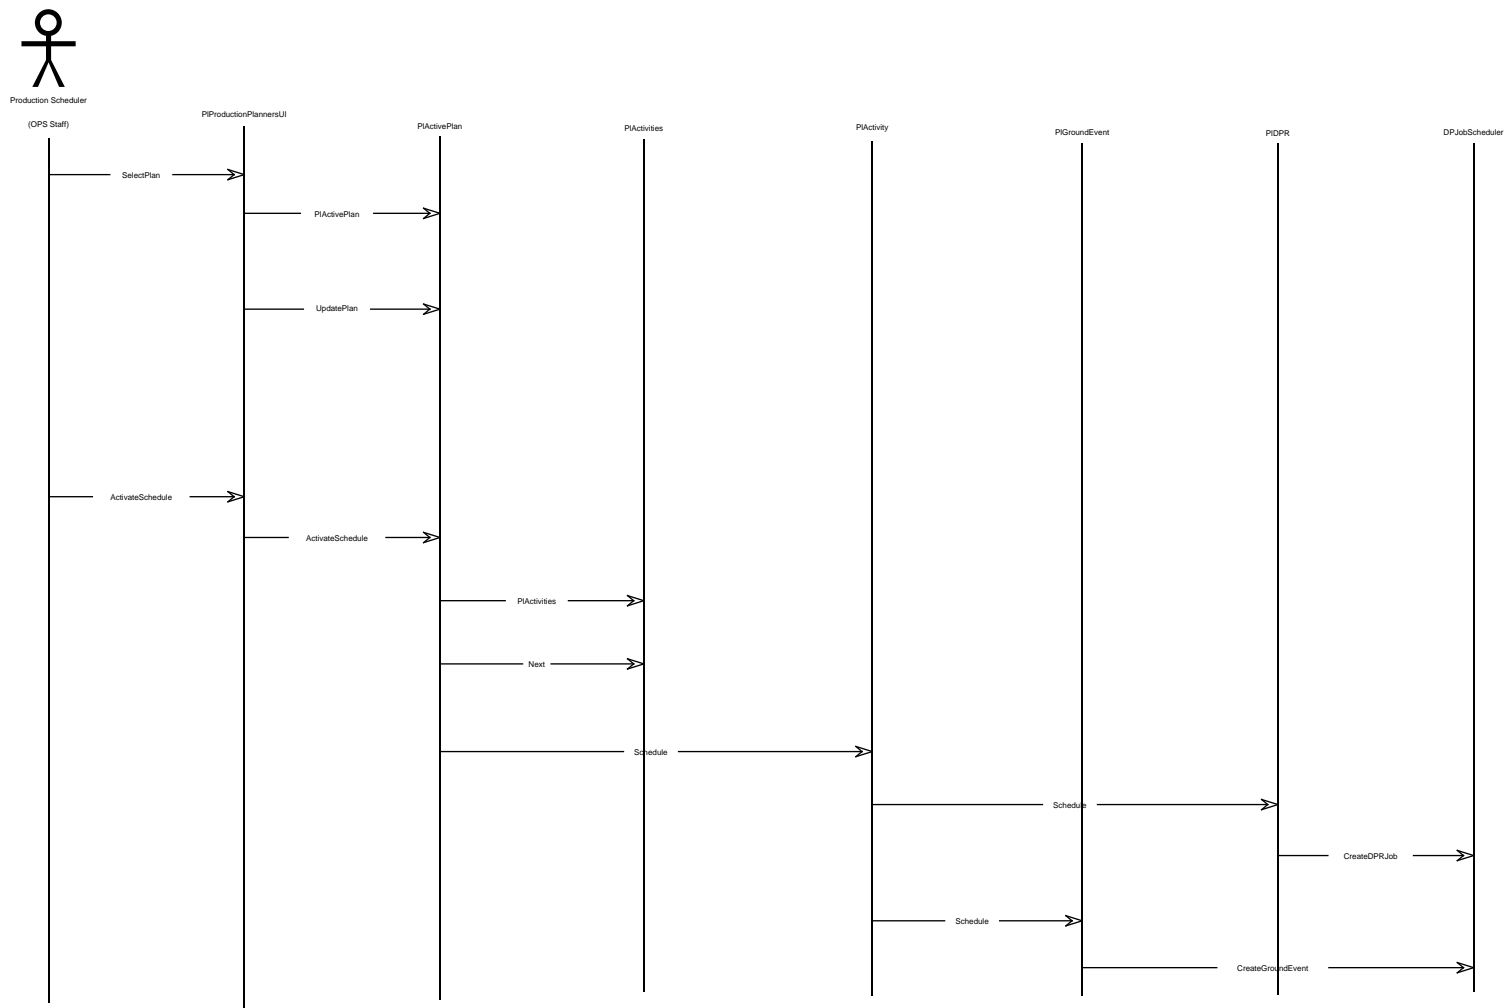 Production Scheduler
(OPS Staff)
PlProductionPlannersUI
PlActivePlan
PlActivities
PlActivity
PlGroundEvent
PlDPR
DPJobScheduler
SelectPlan
PlActivePlan
UpdatePlan
ActivateSchedule
ActivateSchedule
PlActivities
Next
Schedule
Schedule
CreateDPRJob
Schedule
CreateGroundEvent